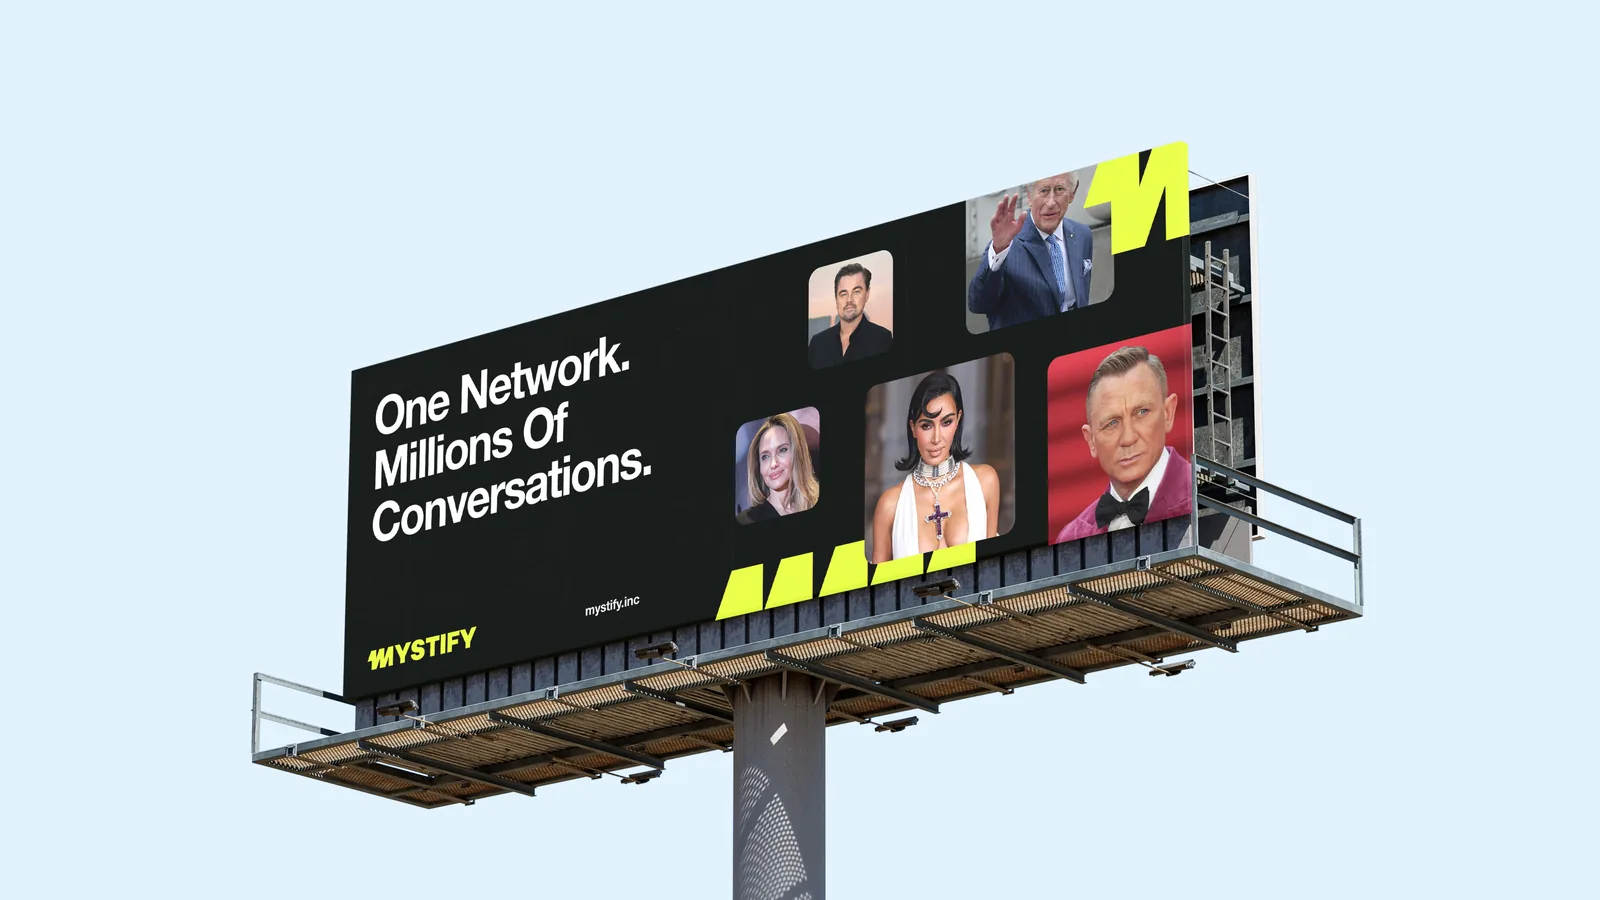 One Network.
Millions Of
Conversations.
mystify.inc
MYSTIFY